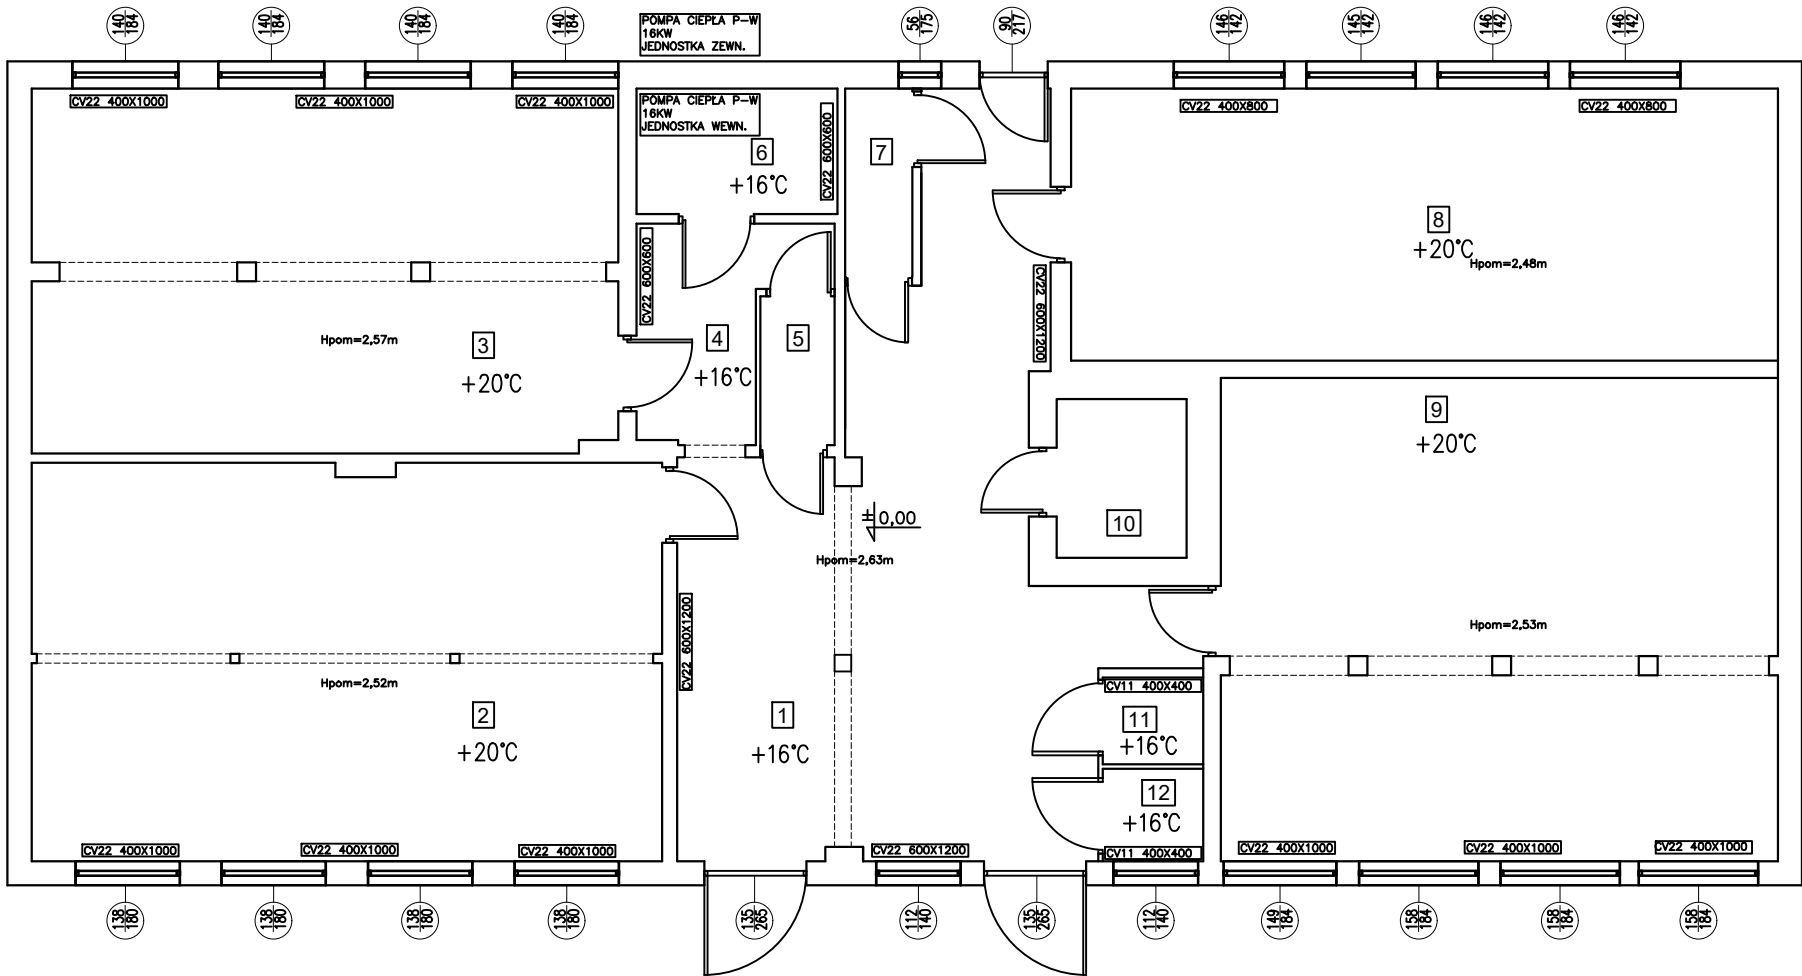 140
184
140
184
140
184
140
184
POMPA CIEPŁA P-W
16KW
JEDNOSTKA ZEWN.
56
175
90
217
146
142
145
142
146
142
146
142
CV22 400X1000
CV22 400X1000
CV22 400X1000
POMPA CIEPŁA P-W
16KW
JEDNOSTKA WEWN.
CV22 600X600
CV22 400X800
CV22 400X800
6
+16°C
7
8
+20°C
Hpom=2,48m
CV22 600X600
CV22 600X1200
Hpom=2,57m
3
+20°C
4
+16°C
5
9
+20°C
10
±0,00
Hpom=2,63m
CV22 600X1200
Hpom=2,53m
Hpom=2,52m
2
+20°C
1
+16°C
CV11 400X400
11
+16°C
12
+16°C
CV11 400X400
CV22 400X1000
CV22 400X1000
CV22 400X1000
CV22 600X1200
CV22 400X1000
CV22 400X1000
CV22 400X1000
138
180
138
180
138
180
138
180
135
265
112
140
135
265
112
140
149
184
158
184
158
184
158
184